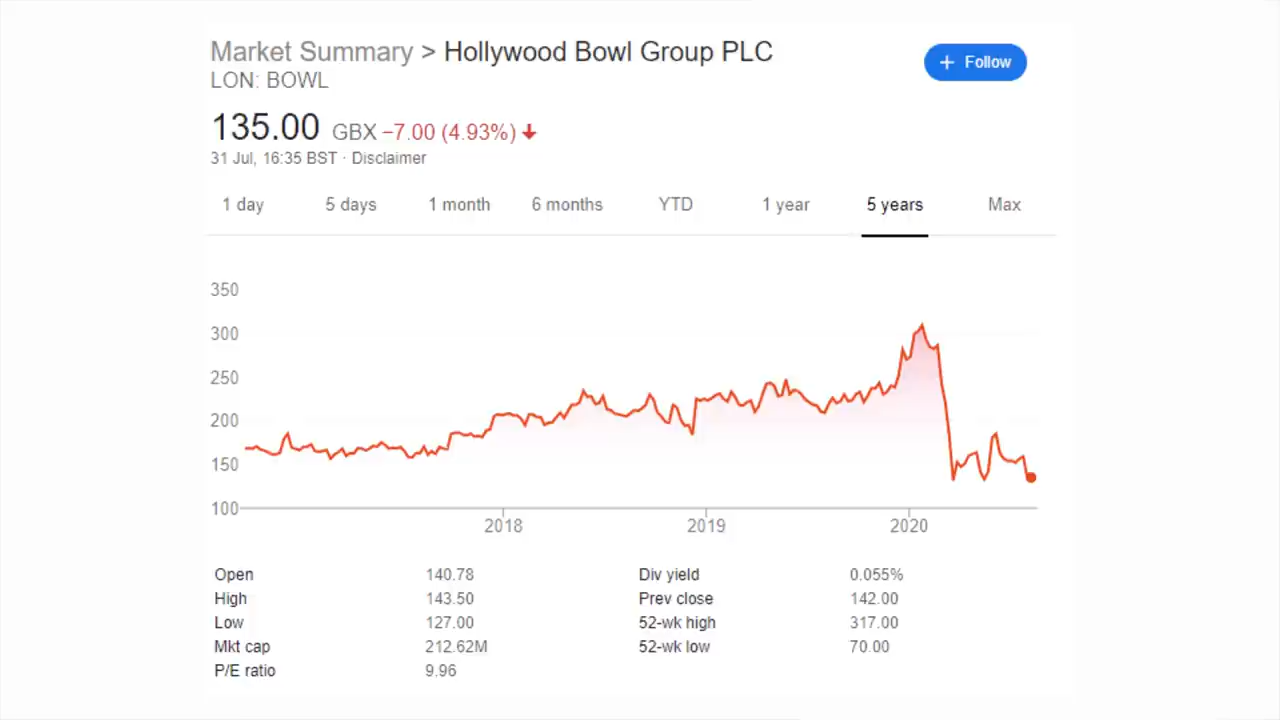 Market Summary > Hollywood Bowl Group PLC
LON: BOWL
+ Follow
135.00 GBX −7.00 (4.93%)
31 Jul, 16:35 BST · Disclaimer
1 day 5 days 1 month 6 months YTD 1 year 5 years Max
350
300
250
200
150
100
2018 2019 2020
Open 140.78 Div yield 0.055%
High 143.50 Prev close 142.00
Low 127.00 52-wk high 317.00
Mkt cap 212.62M 52-wk low 70.00
P/E ratio 9.96